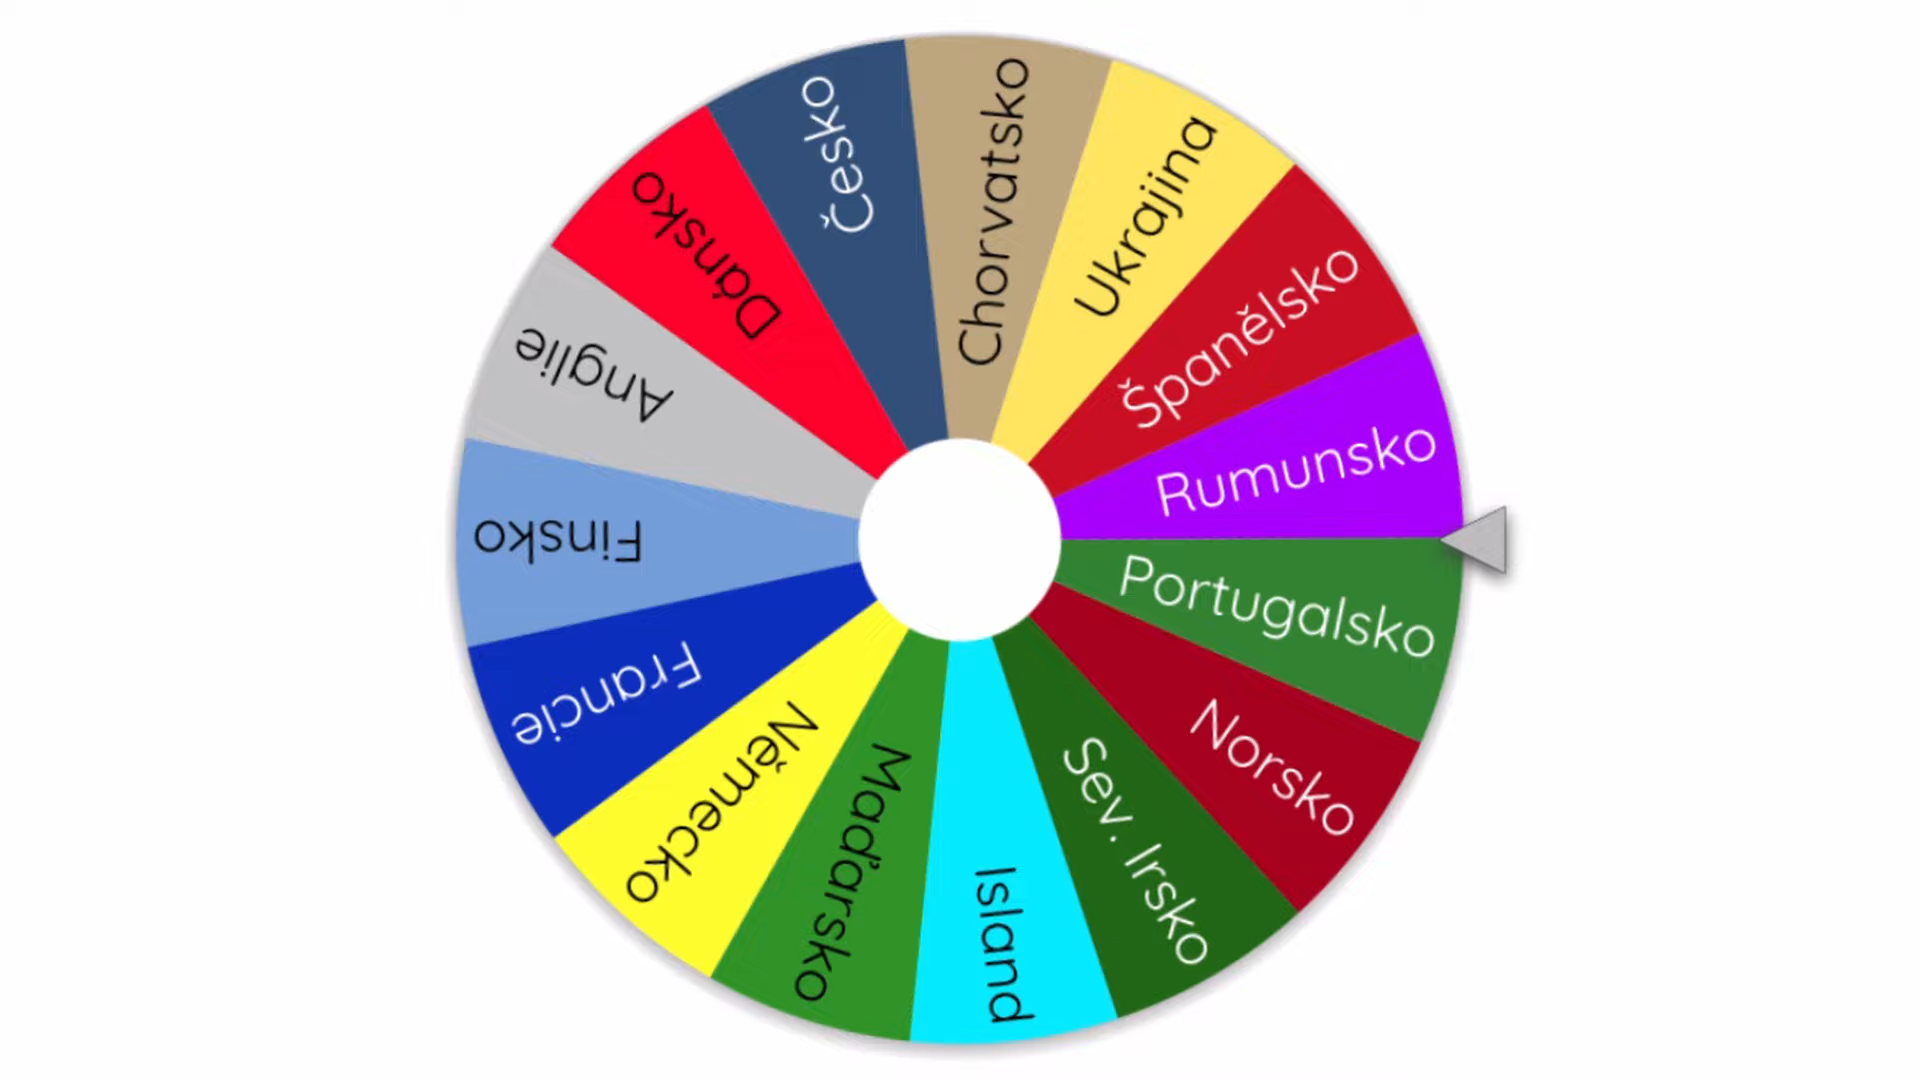 Česko
Chorvatsko
Ukrajina
Španělsko
Rumunsko
Portugalsko
Norsko
Sev. Irsko
Island
Maďarsko
Německo
Francie
Finsko
Anglie
Dánsko